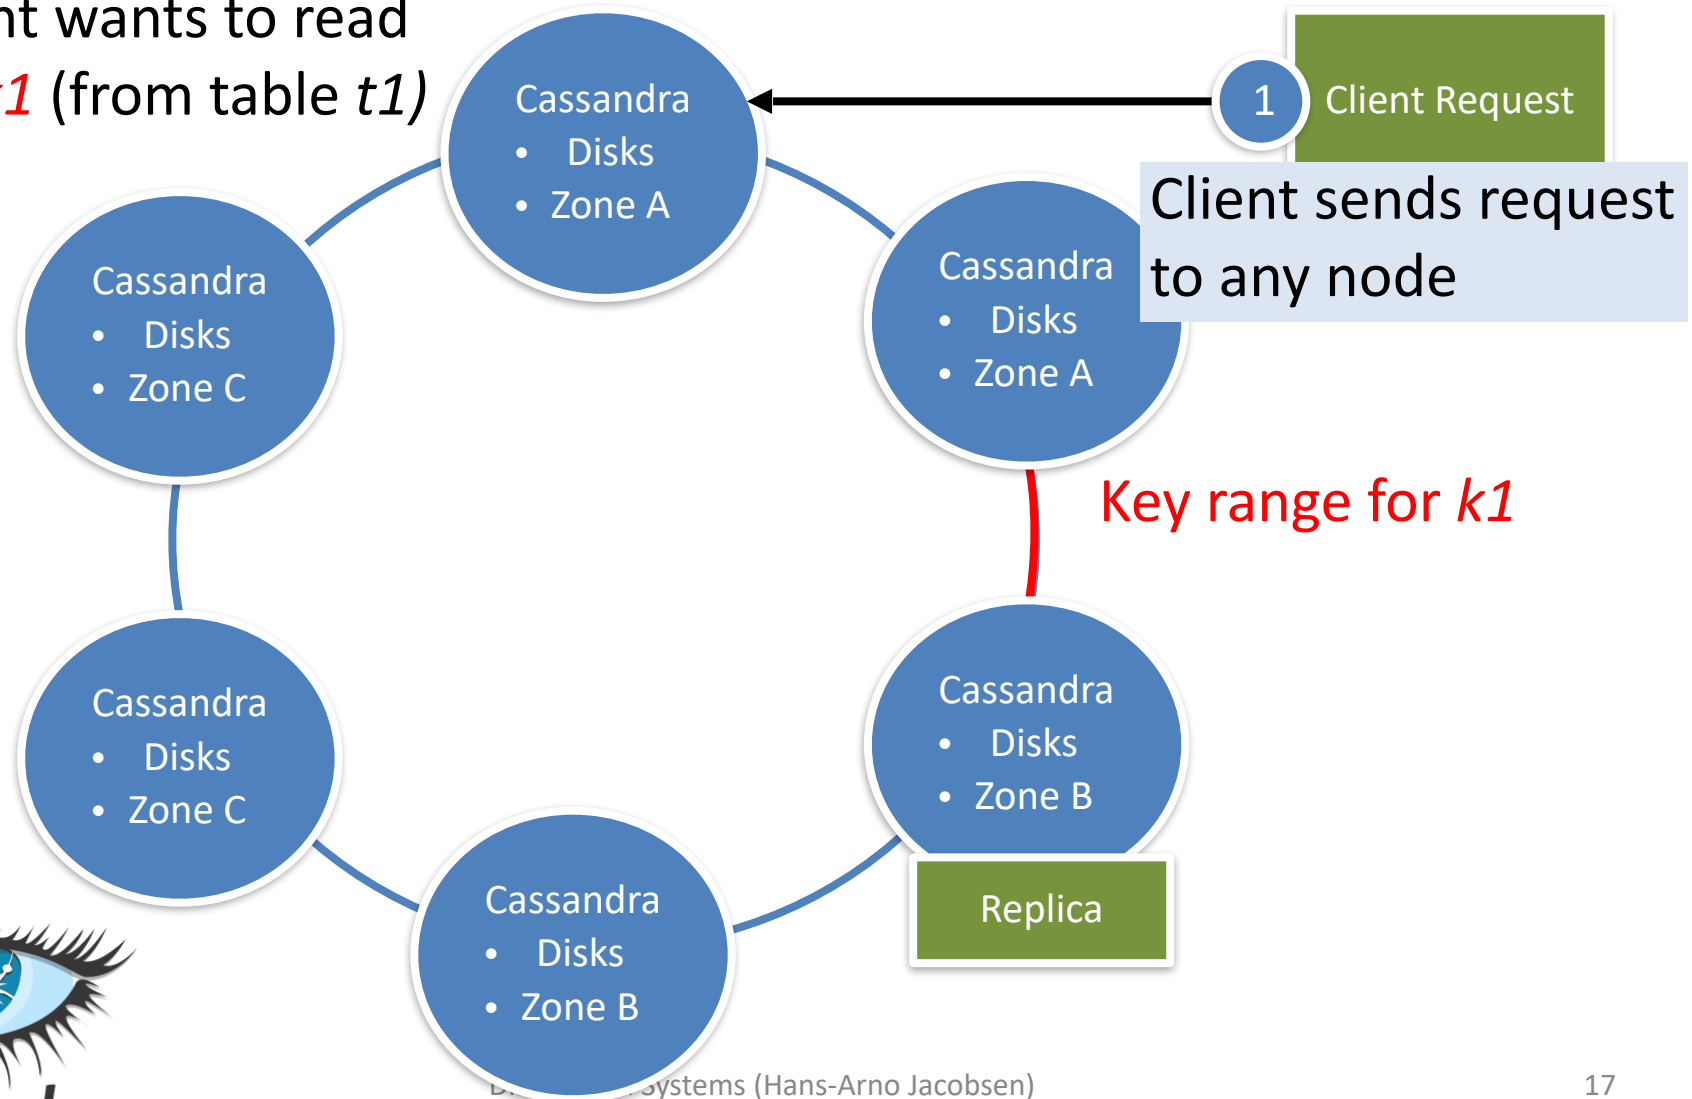 wants to read
(from table t1)
Cassandra
• Disks
• Zone A
1
Client Request
Client sends request
to any node
Cassandra
• Disks
• Zone C
Cassandra
• Disks
• Zone A
Key range for k1
Cassandra
• Disks
• Zone C
Cassandra
• Disks
• Zone B
Replica
Cassandra
• Disks
• Zone B
Systems (Hans-Arno Jacobsen)
17